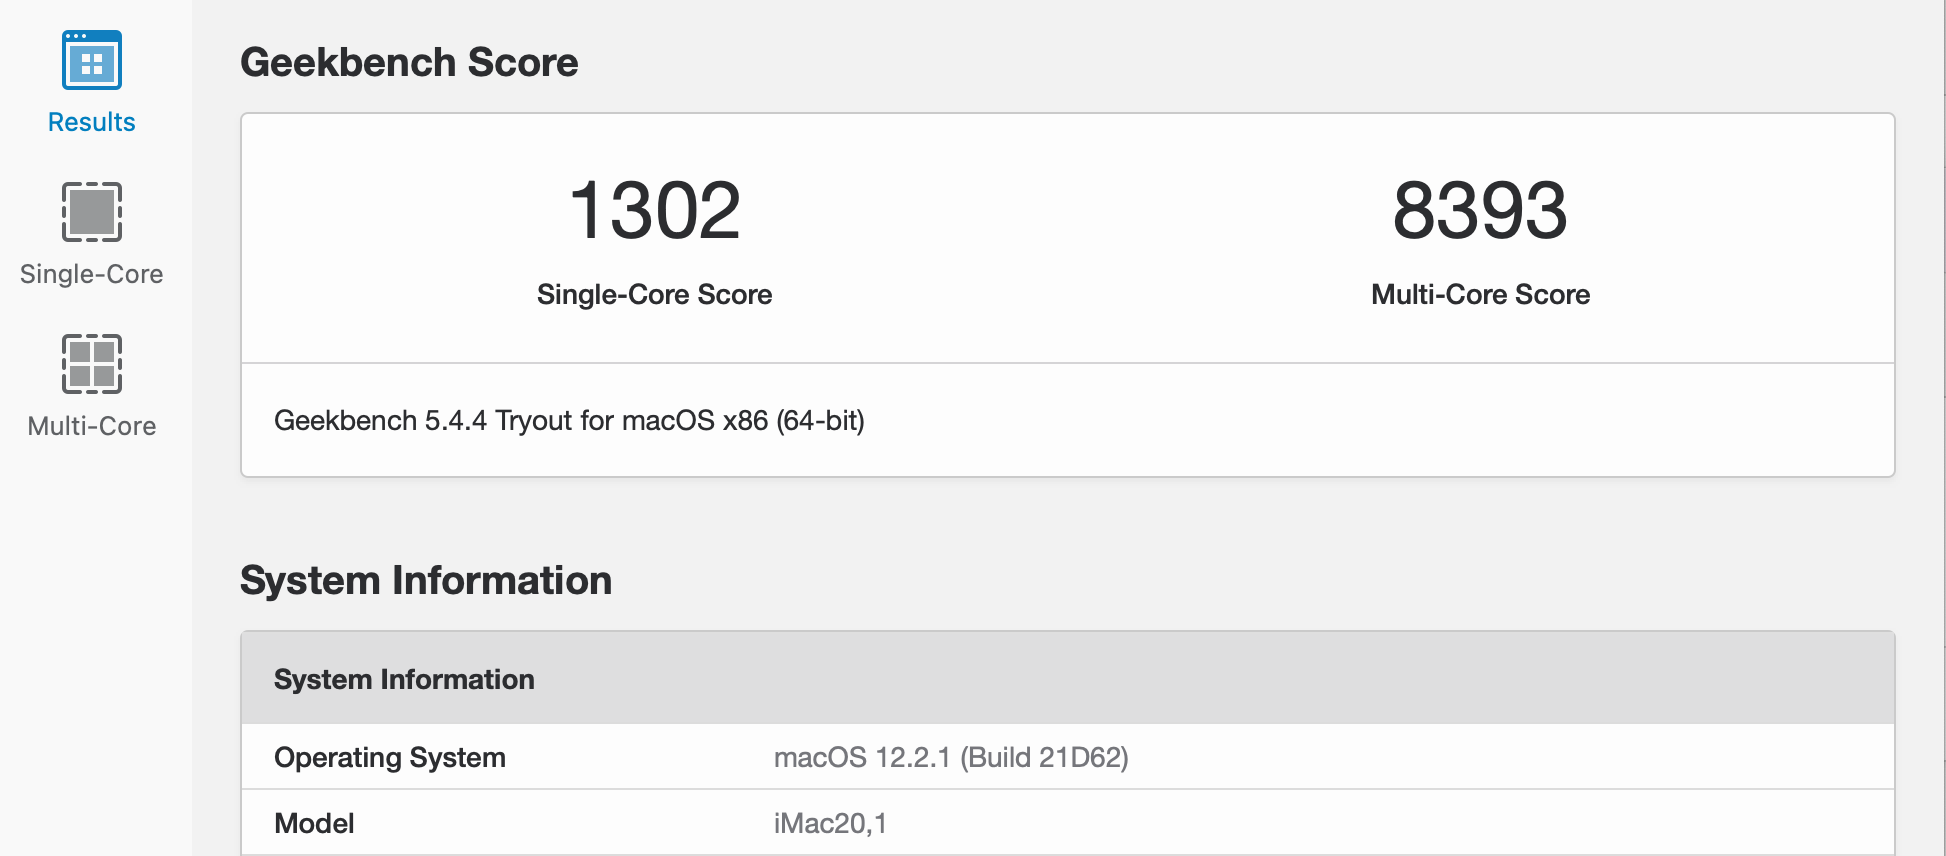 Results
Single-Core
Multi-Core
Geekbench Score
1302
Single-Core Score
8393
Multi-Core Score
Geekbench 5.4.4 Tryout for macOS x86 (64-bit)
System Information
System Information
Operating System macOS 12.2.1 (Build 21D62)
Model iMac20,1